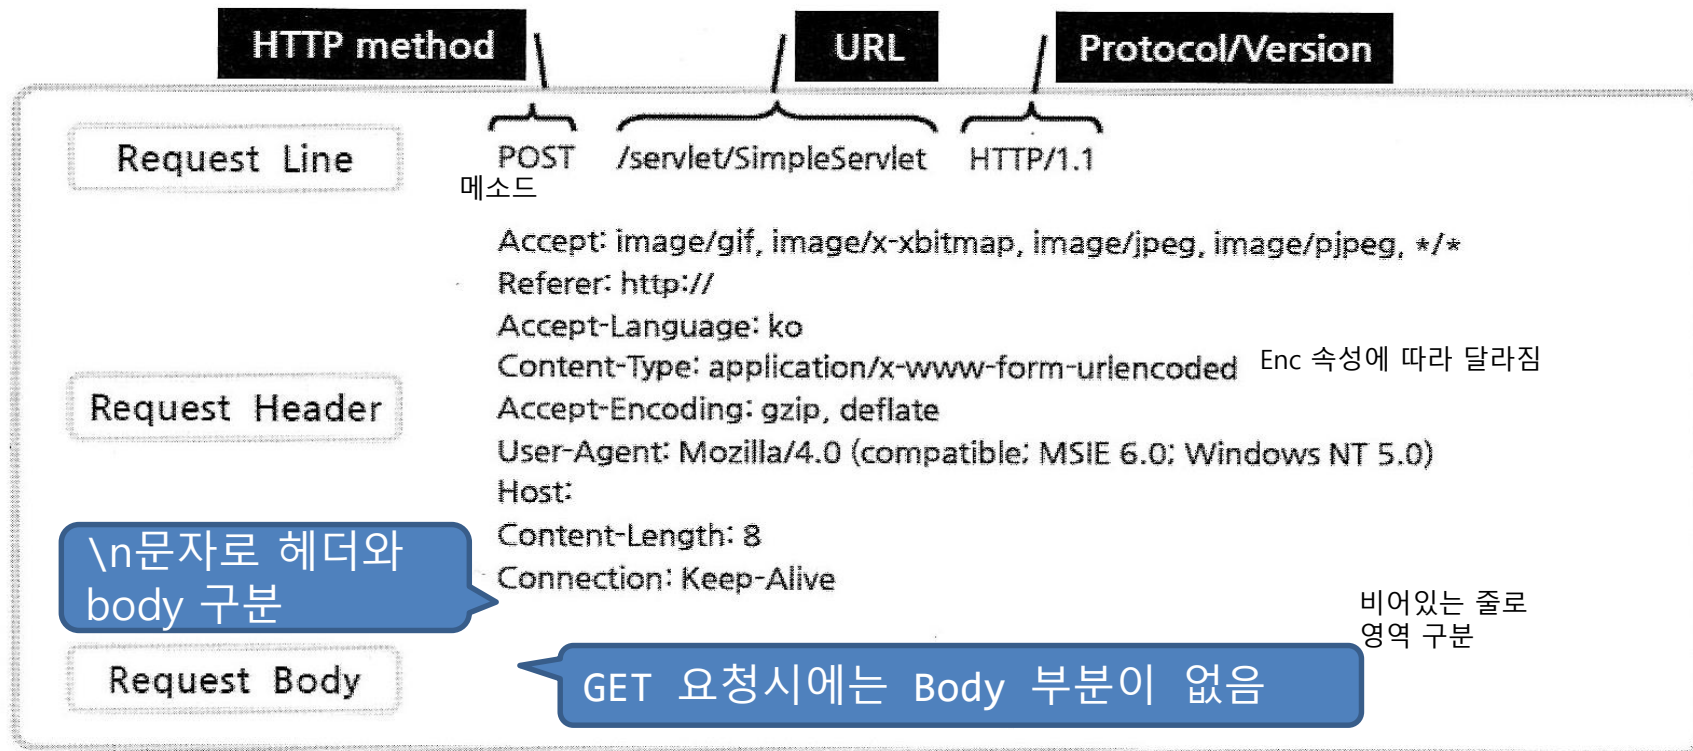 HTTP method URL Protocol/Version
Request Line POST /servlet/SimpleServlet HTTP/1.1
메소드
Accept: image/gif, image/x-xbitmap, image/jpeg, image/pjpeg, */*
Referer: http://
Accept-Language: ko
Content-Type: application/x-www-form-urlencoded Enc 속성에 따라 달라짐
Request Header Accept-Encoding: gzip, deflate
User-Agent: Mozilla/4.0 (compatible; MSIE 6.0; Windows NT 5.0)
Host:
Content-Length: 8
Connection: Keep-Alive
\n문자로 헤더와
body 구분
비어있는 줄로
영역 구분
Request Body
GET 요청시에는 Body 부분이 없음